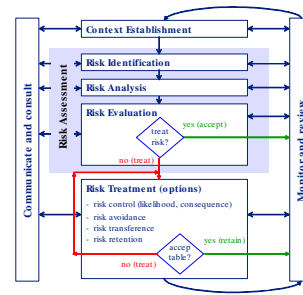 Context Establishment
Communicate and consult
Risk Assessment
Risk Identification
Risk Analysis
Risk Evaluation
treat
risk?
yes (accept)
no (treat)
Monitor and review
Risk Treatment (options)
- risk control (likelihood, consequence)
- risk avoidance
- risk transference
- risk retention
accep
table?
yes (retain)
no (treat)